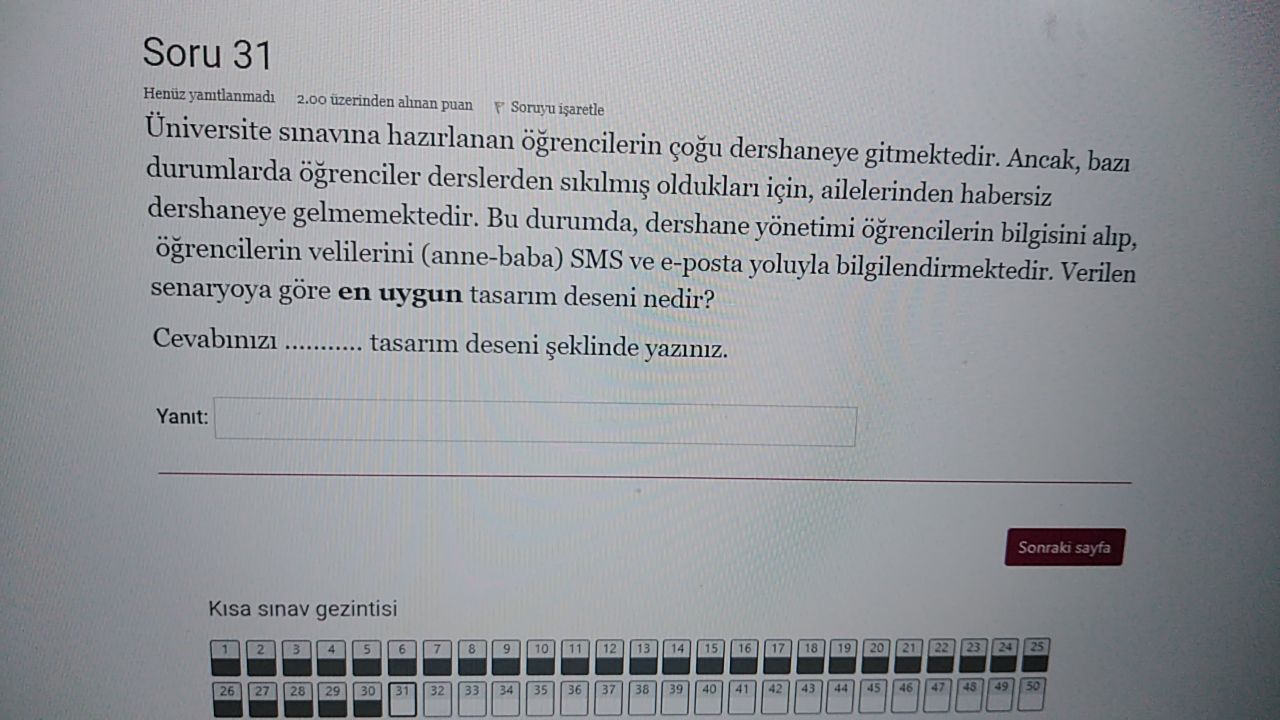 Soru 31
Henüz yanıtlanmadı 2.00 üzerinden alınan puan Soruyu işaretle
Üniversite sınavına hazırlanan öğrencilerin çoğu dershaneye gitmektedir. Ancak, bazı
durumlarda öğrenciler derslerden sıkılmış oldukları için, ailelerinden habersiz
dershaneye gelmemektedir. Bu durumda, dershane yönetimi öğrencilerin bilgisini alıp,
öğrencilerin velilerini (anne-baba) SMS ve e-posta yoluyla bilgilendirmektedir. Verilen
senaryoya göre en uygun tasarım deseni nedir?
Cevabınızı ........... tasarım deseni şeklinde yazınız.
Yanıt:
Sonraki sayfa
Kısa sınav gezintisi
1 2 3 4 5 6 7 8 9 10 11 12 13 14 15 16 17 18 19 20 21 22 23 24 25
26 27 28 29 30 31 32 33 34 35 36 37 38 39 40 41 42 43 44 45 46 47 48 49 50